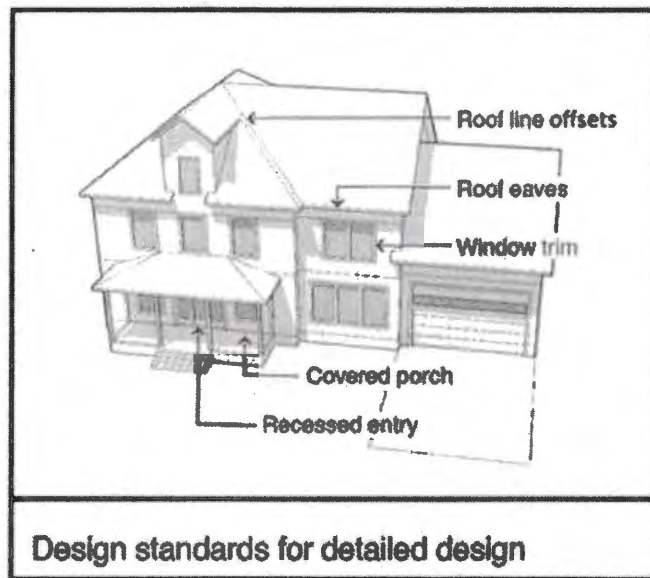 Roof line offsets
Roof eaves
Window trim
Covered porch
Recessed entry
Design standards for detailed design